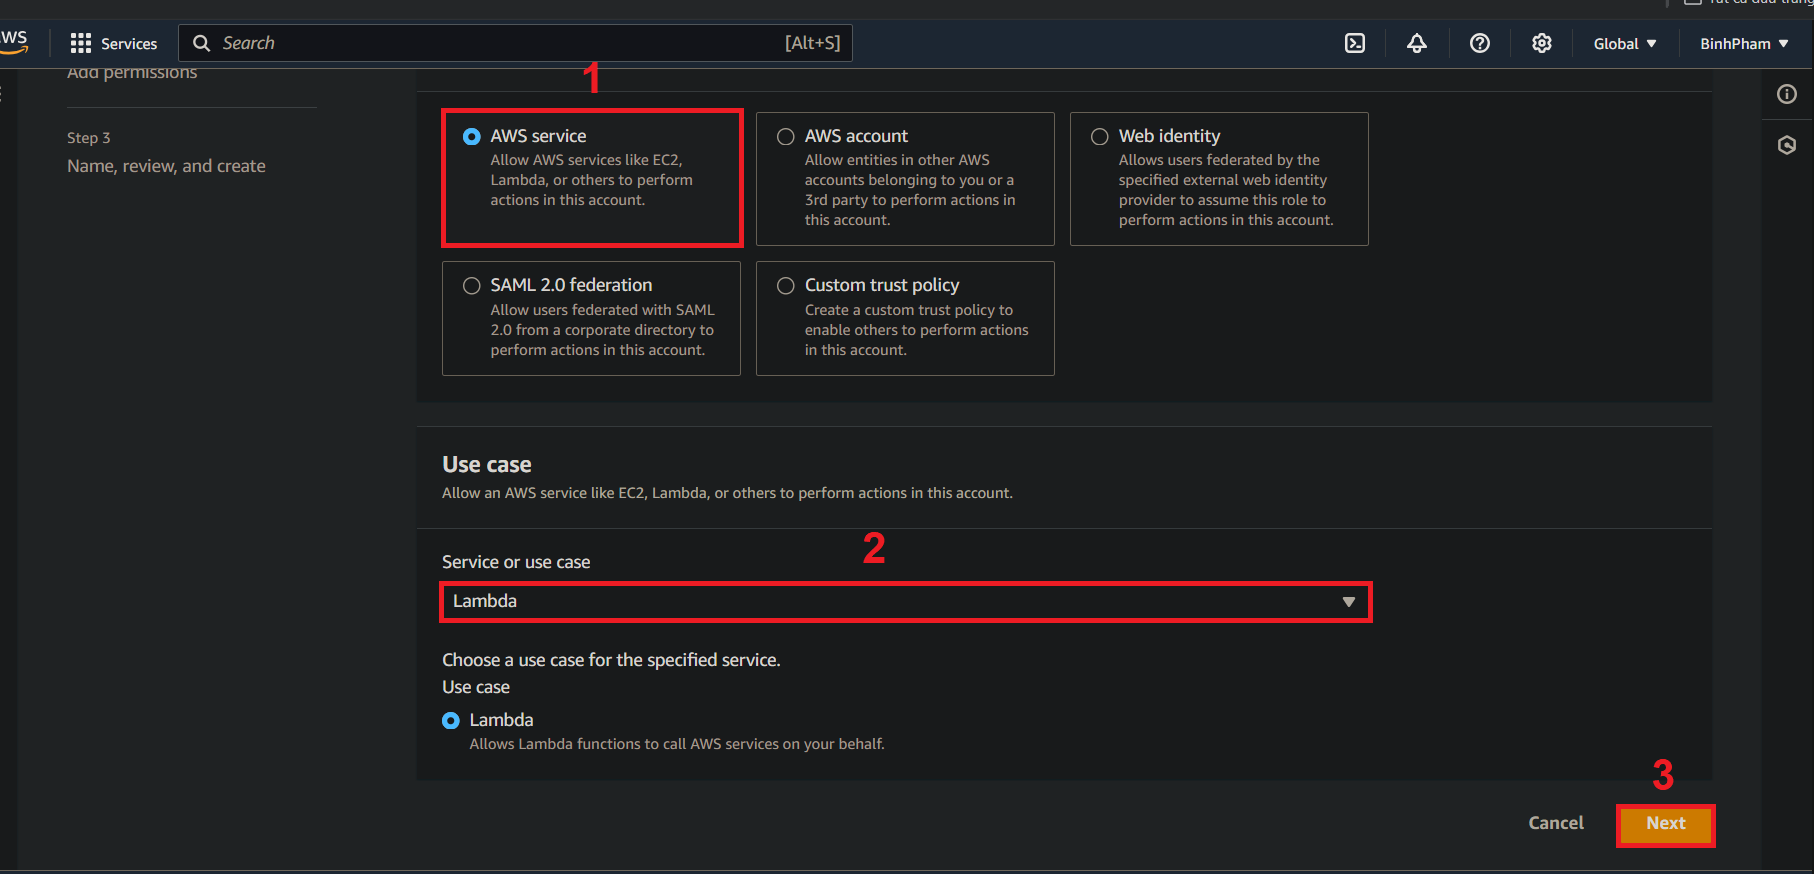 Services
Search
[Alt+S]
Global
BinhPham
Add permissions
Step 3
Name, review, and create
1
AWS service
Allow AWS services like EC2,
Lambda, or others to perform
actions in this account.
AWS account
Allow entities in other AWS
accounts belonging to you or a
3rd party to perform actions in
this account.
Web identity
Allows users federated by the
specified external web identity
provider to assume this role to
perform actions in this account.
SAML 2.0 federation
Allow users federated with SAML
2.0 from a corporate directory to
perform actions in this account.
Custom trust policy
Create a custom trust policy to
enable others to perform actions
in this account.
Use case
Allow an AWS service like EC2, Lambda, or others to perform actions in this account.
2
Service or use case
Lambda
Choose a use case for the specified service.
Use case
Lambda
Allows Lambda functions to call AWS services on your behalf.
3
Cancel
Next